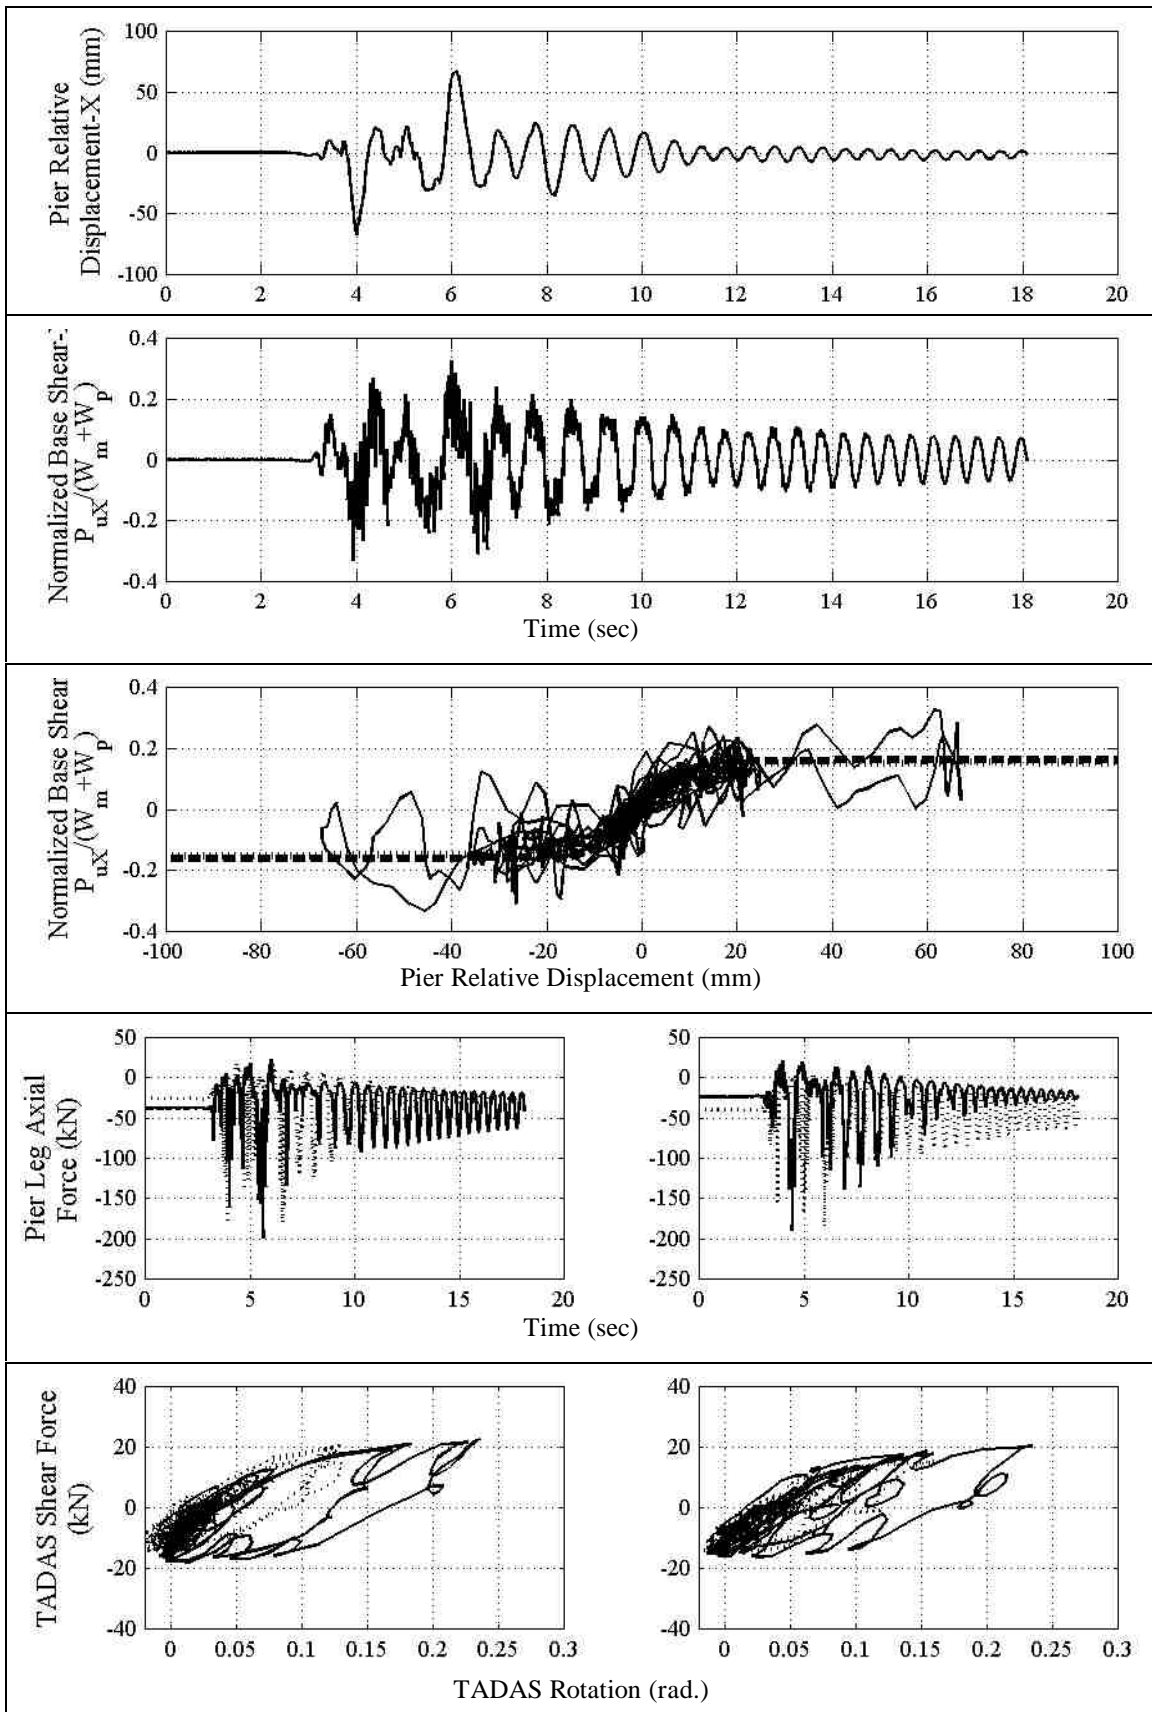 Pier Relative
Displacement-X (mm)
100
50
0
-50
-100
0 2 4 6 8 10 12 14 16 18 20
Normalized Base Shear-
P_uX/(W_m+W_p)
0.4
0.2
0
-0.2
-0.4
0 2 4 6 8 10 12 14 16 18 20
Time (sec)
Normalized Base Shear
P_uX/(W_m+W_p)
0.4
0.2
0
-0.2
-0.4
-100 -80 -60 -40 -20 0 20 40 60 80 100
Pier Relative Displacement (mm)
Pier Leg Axial
Force (kN)
50
0
-50
-100
-150
-200
-250
0 5 10 15 20
50
0
-50
-100
-150
-200
-250
0 5 10 15 20
Time (sec)
TADAS Shear Force
(kN)
40
20
0
-20
-40
0 0.05 0.1 0.15 0.2 0.25 0.3
40
20
0
-20
-40
0 0.05 0.1 0.15 0.2 0.25 0.3
TADAS Rotation (rad.)